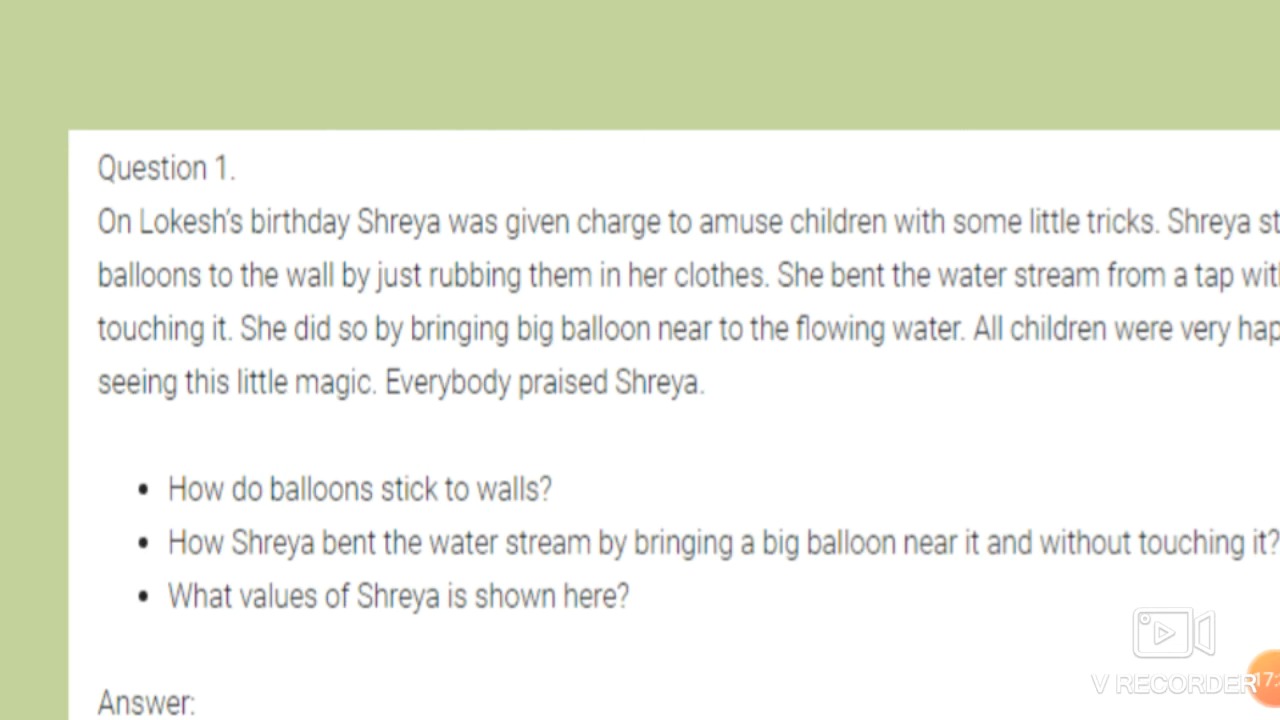 Question 1.
On Lokesh's birthday Shreya was given charge to amuse children with some little tricks. Shreya
balloons to the wall by just rubbing them in her clothes. She bent the water stream from a tap
touching it. She did so by bringing big balloon near to the flowing water. All children were very
seeing this little magic. Everybody praised Shreya.
• How do balloons stick to walls?
• How Shreya bent the water stream by bringing a big balloon near it and without touching it?
• What values of Shreya is shown here?
V RECORDER
17:
Answer: